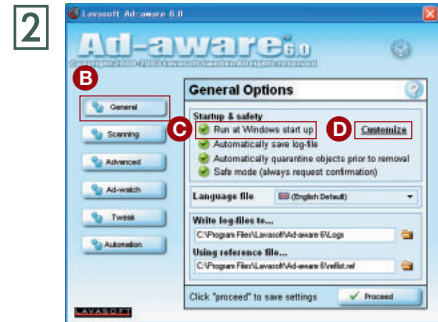 2
Lavasoft Ad-aware 6.0
Ad-aware 6.0
B
General
Scanning
Advanced
Ad-watch
Tweak
Automation
General Options
Startup & safety
C
Run at Windows start up
D
Customize
Automatically save log-file
Automatically quarantine objects prior to removal
Safe mode (always request confirmation)
Language file
(English Default)
Write log-files to...
C:\Program Files\Lavasoft\Ad-aware 6\Logs
Using reference file...
C:\Program Files\Lavasoft\Ad-aware 6\reflist.ref
Click "proceed" to save settings
Proceed
LAVASOFT